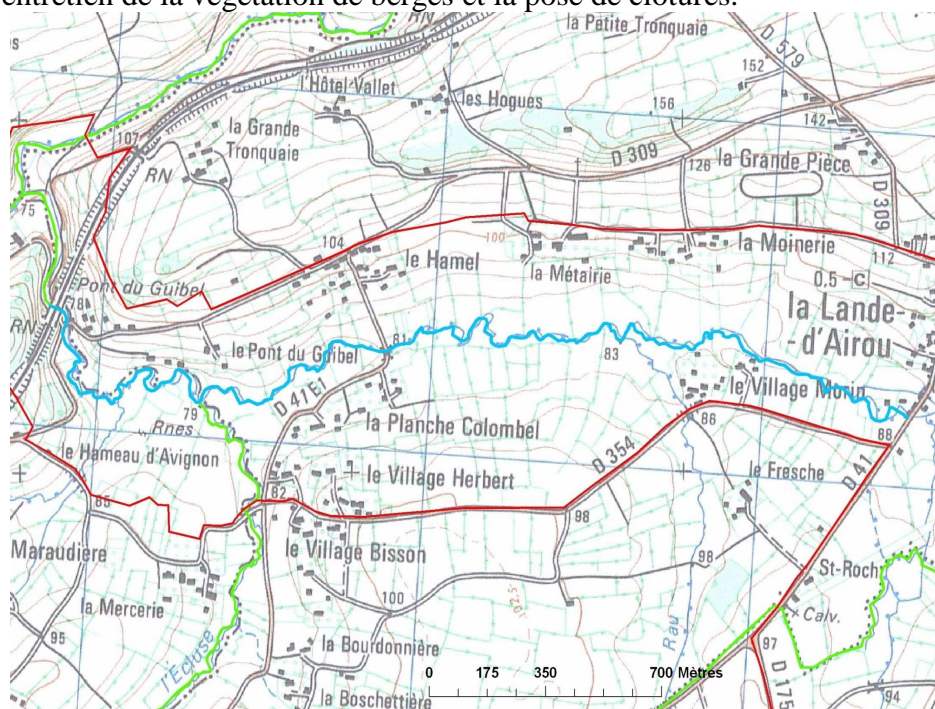 entretien de la végétation de berges et la pose de clôtures.
RN
la Petite Tronquaie
D 579
152
l'Hôtel Vallet
les Hogues
156
142
107
la Grande
Tronquaie
RN
D 309
126
la Grande Pièce
D 309
75
104
100
le Hamel
la Métairie
la Moinerie
112
Pont du Guibel
78
0,5
C
la Lande-
-d'Airou
RN
le Pont du Guibel
81
83
D 41E1
le Village Morin
79
Rnes
la Planche Colombel
86
88
le Hameau d'Avignon
D 354
D 41
le Fresche
le Village Herbert
82
85
98
Maraudière
le Village Bisson
98
St-Roch
la Mercerie
100
Calv.
102,5
Rau
95
l'Ecluse
la Bourdonnière
97
D 175
la Boschettière
94
0 175 350 700 Mètres